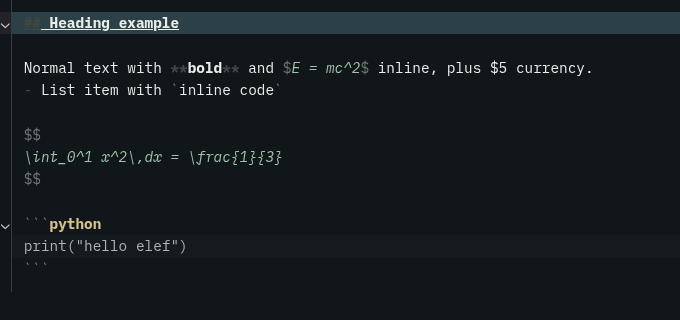 ## Heading example
Normal text with **bold** and $E = mc^2$ inline, plus $5 currency.
- List item with `inline code`
$$
\int_0^1 x^2\,dx = \frac{1}{3}
$$
```python
print("hello elef")
```